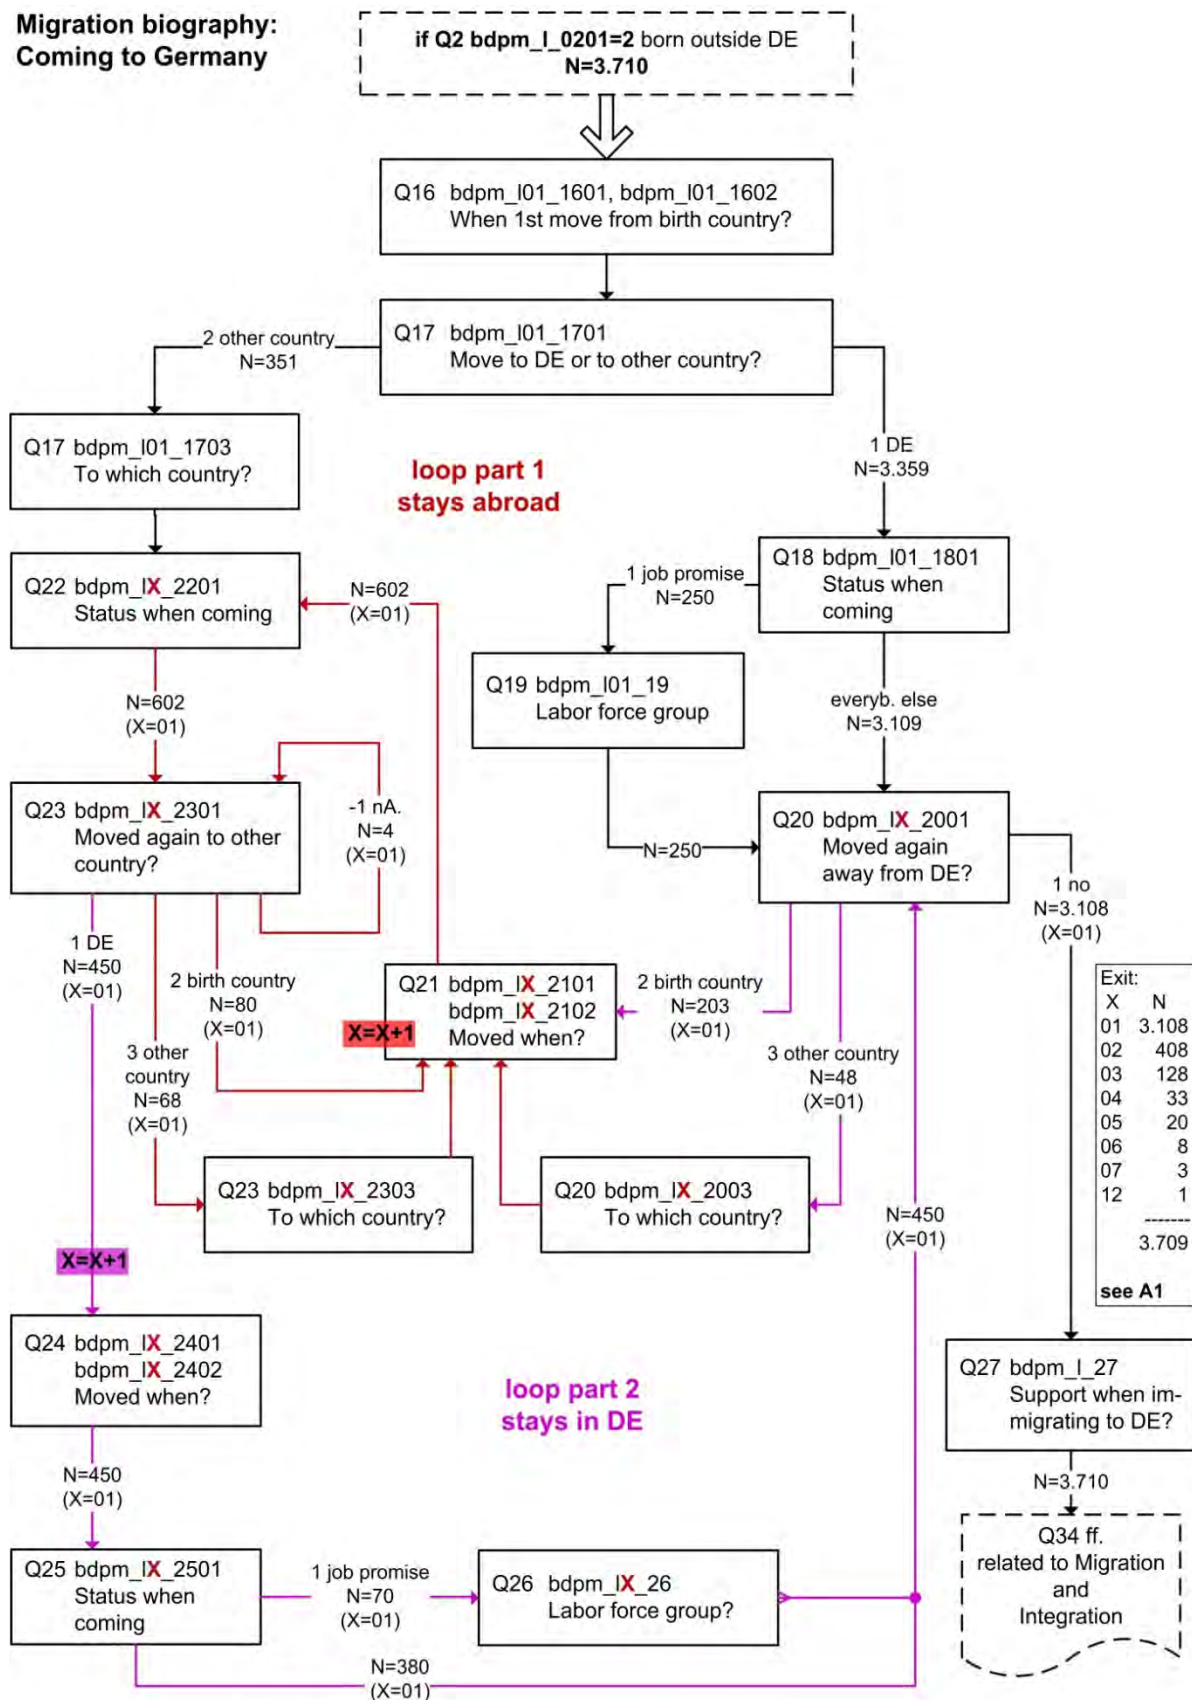 Migration biography:
Coming to Germany
if Q2 bdpm_l_0201=2 born outside DE
N=3.710
Q16 bdpm_l01_1601, bdpm_l01_1602
When 1st move from birth country?
Q17 bdpm_l01_1701
Move to DE or to other country?
2 other country
N=351
1 DE
N=3.359
Q17 bdpm_l01_1703
To which country?
loop part 1
stays abroad
Q18 bdpm_l01_1801
Status when
coming
Q22 bdpm_lX_2201
Status when coming
N=602
(X=01)
1 job promise
N=250
Q19 bdpm_l01_19
Labor force group
everyb. else
N=3.109
N=602
(X=01)
Q23 bdpm_lX_2301
Moved again to other
country?
-1 nA.
N=4
(X=01)
N=250
Q20 bdpm_lX_2001
Moved again
away from DE?
1 no
N=3.108
(X=01)
1 DE
N=450
(X=01)
2 birth country
N=80
(X=01)
3 other
country
N=68
(X=01)
Q21 bdpm_lX_2101
bdpm_lX_2102
Moved when?
X=X+1
2 birth country
N=203
(X=01)
3 other country
N=48
(X=01)
Exit:
X N
01 3.108
02 408
03 128
04 33
05 20
06 8
07 3
12 1
--------
3.709
see A1
Q23 bdpm_lX_2303
To which country?
Q20 bdpm_lX_2003
To which country?
N=450
(X=01)
X=X+1
Q24 bdpm_lX_2401
bdpm_lX_2402
Moved when?
loop part 2
stays in DE
Q27 bdpm_l_27
Support when im-
migrating to DE?
N=450
(X=01)
N=3.710
Q25 bdpm_lX_2501
Status when
coming
1 job promise
N=70
(X=01)
Q26 bdpm_lX_26
Labor force group?
Q34 ff.
related to Migration
and
Integration
N=380
(X=01)